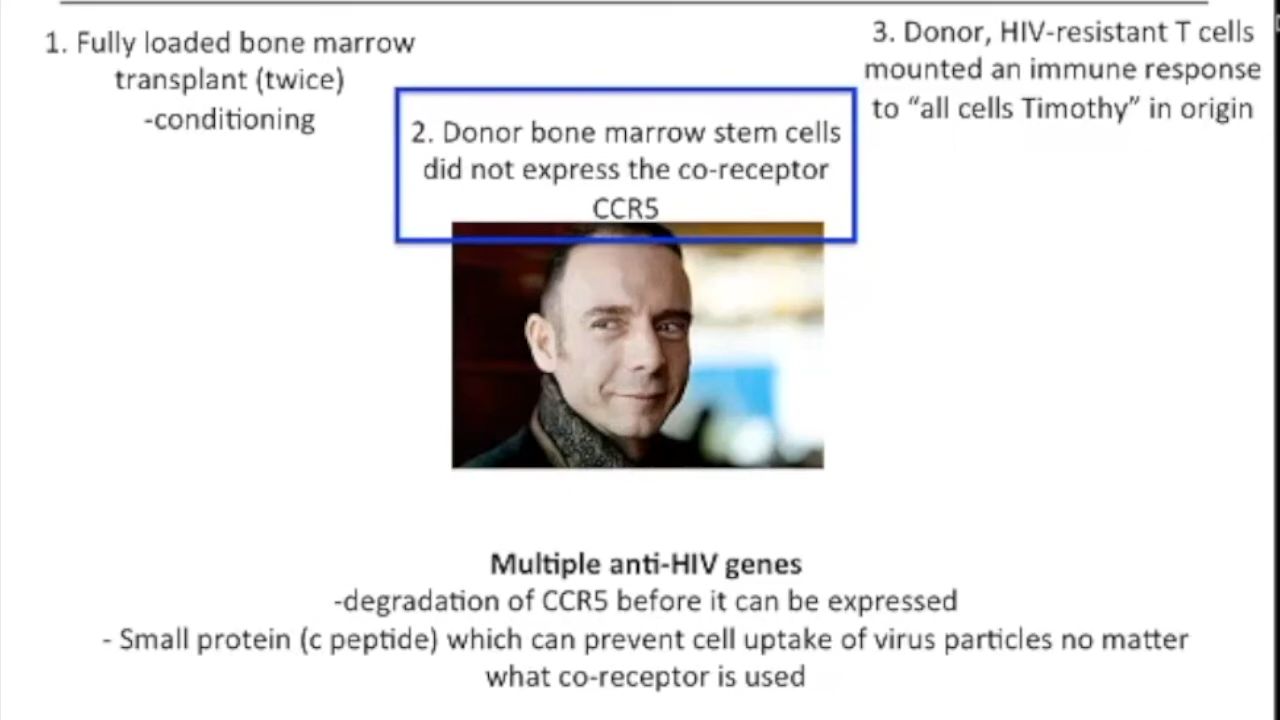 1. Fully loaded bone marrow
transplant (twice)
-conditioning
2. Donor bone marrow stem cells
did not express the co-receptor
CCR5
3. Donor, HIV-resistant T cells
mounted an immune response
to “all cells Timothy” in origin
Multiple anti-HIV genes
-degradation of CCR5 before it can be expressed
- Small protein (c peptide) which can prevent cell uptake of virus particles no matter
what co-receptor is used